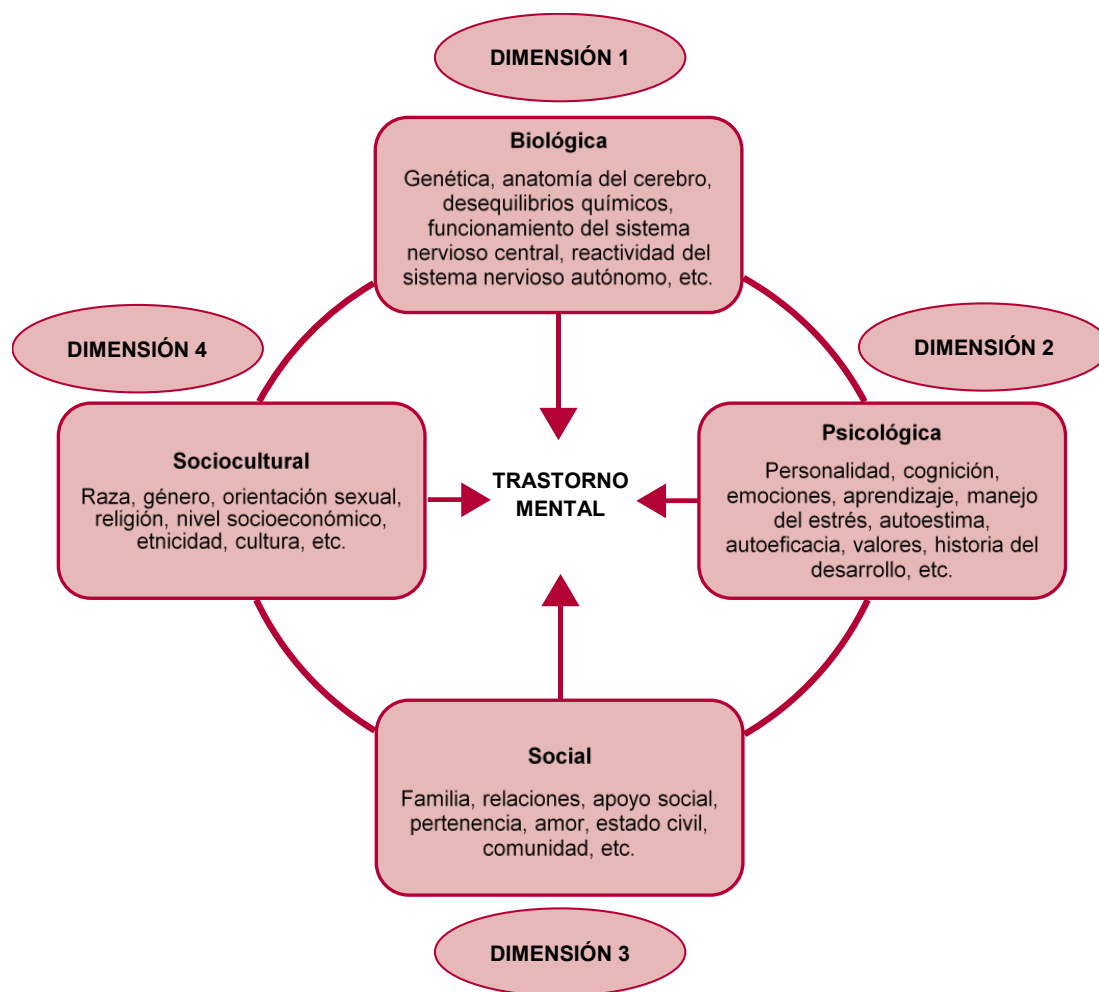 DIMENSIÓN 1
Biológica
Genética, anatomía del cerebro,
desequilibrios químicos,
funcionamiento del sistema
nervioso central, reactividad del
sistema nervioso autónomo, etc.
DIMENSIÓN 4
DIMENSIÓN 2
Sociocultural
Raza, género, orientación sexual,
religión, nivel socioeconómico,
etnicidad, cultura, etc.
TRASTORNO
MENTAL
Psicológica
Personalidad, cognición,
emociones, aprendizaje, manejo
del estrés, autoestima,
autoeficacia, valores, historia del
desarrollo, etc.
Social
Familia, relaciones, apoyo social,
pertenencia, amor, estado civil,
comunidad, etc.
DIMENSIÓN 3